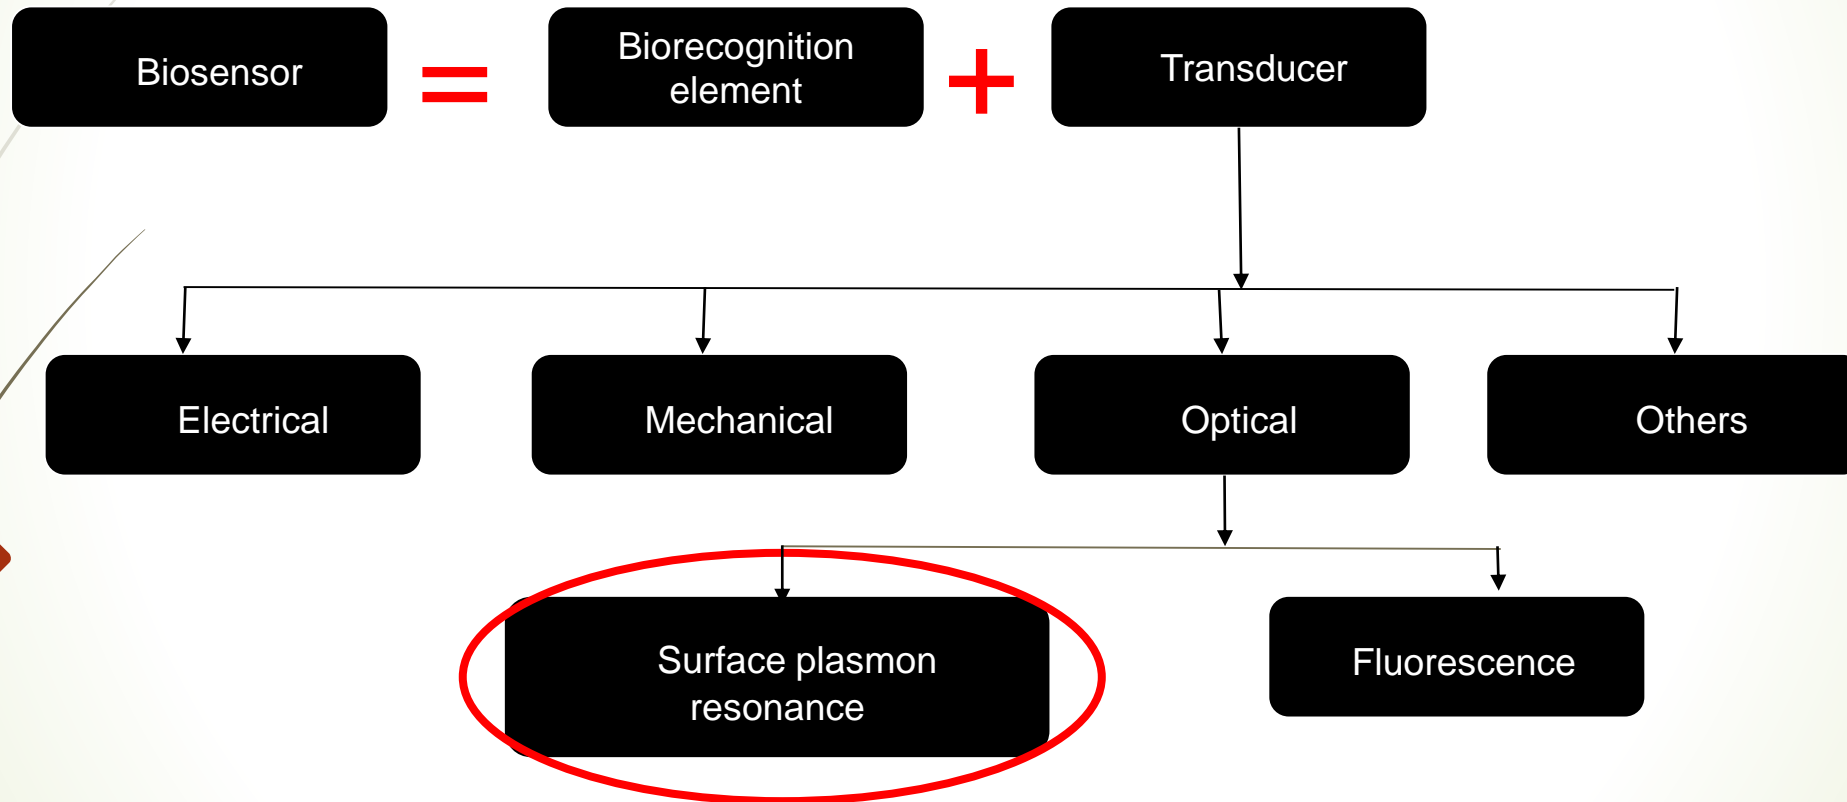 Biosensor
=
Biorecognition
element
+
Transducer
Electrical
Mechanical
Optical
Others
Surface plasmon
resonance
Fluorescence